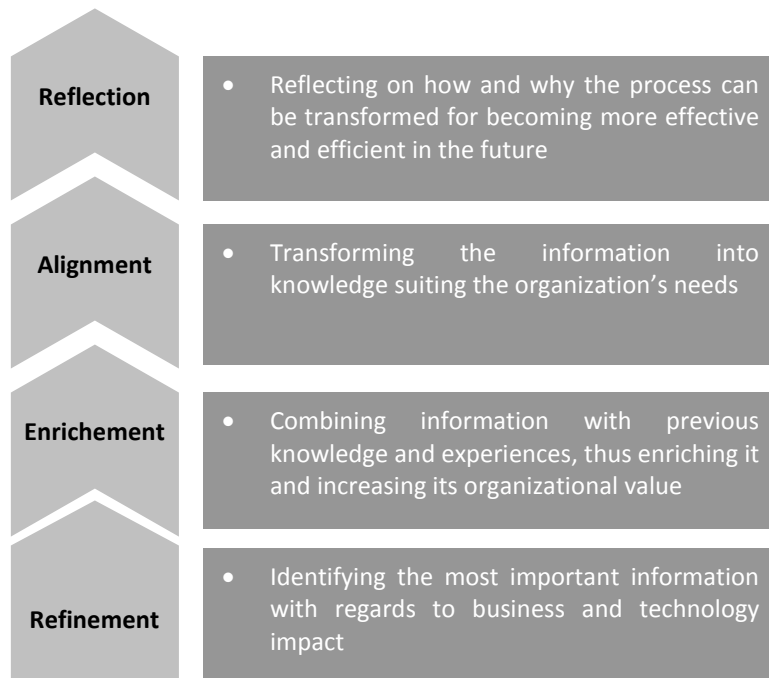 Reflection
• Reflecting on how and why the process can
be transformed for becoming more effective
and efficient in the future
Alignment
• Transforming the information into
knowledge suiting the organization’s needs
Enrichement
• Combining information with previous
knowledge and experiences, thus enriching it
and increasing its organizational value
Refinement
• Identifying the most important information
with regards to business and technology
impact